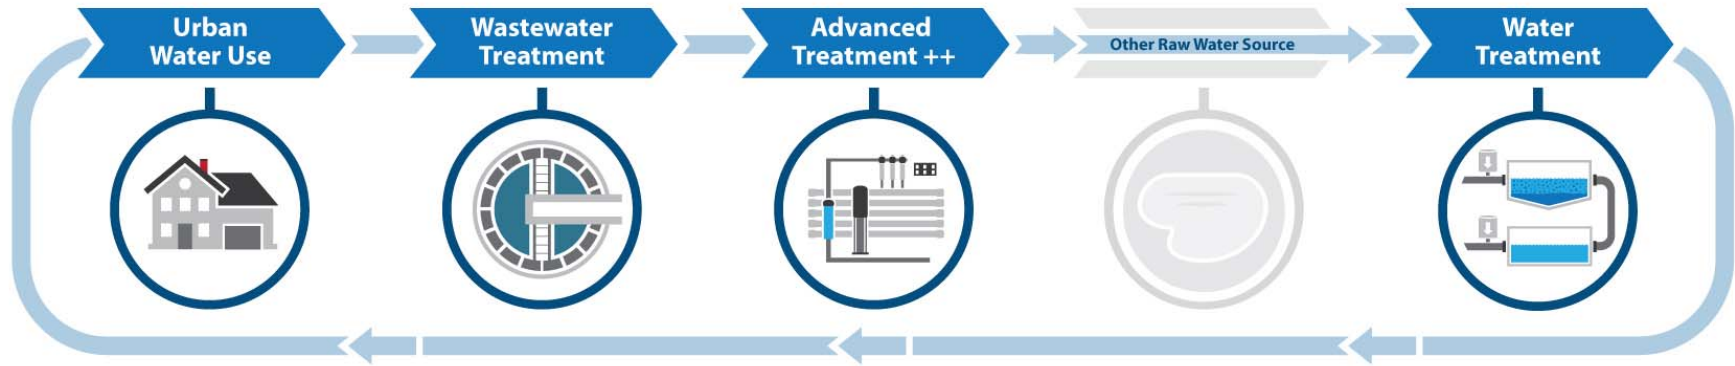 Urban
Water Use
Wastewater
Treatment
Advanced
Treatment ++
Other Raw Water Source
Water
Treatment